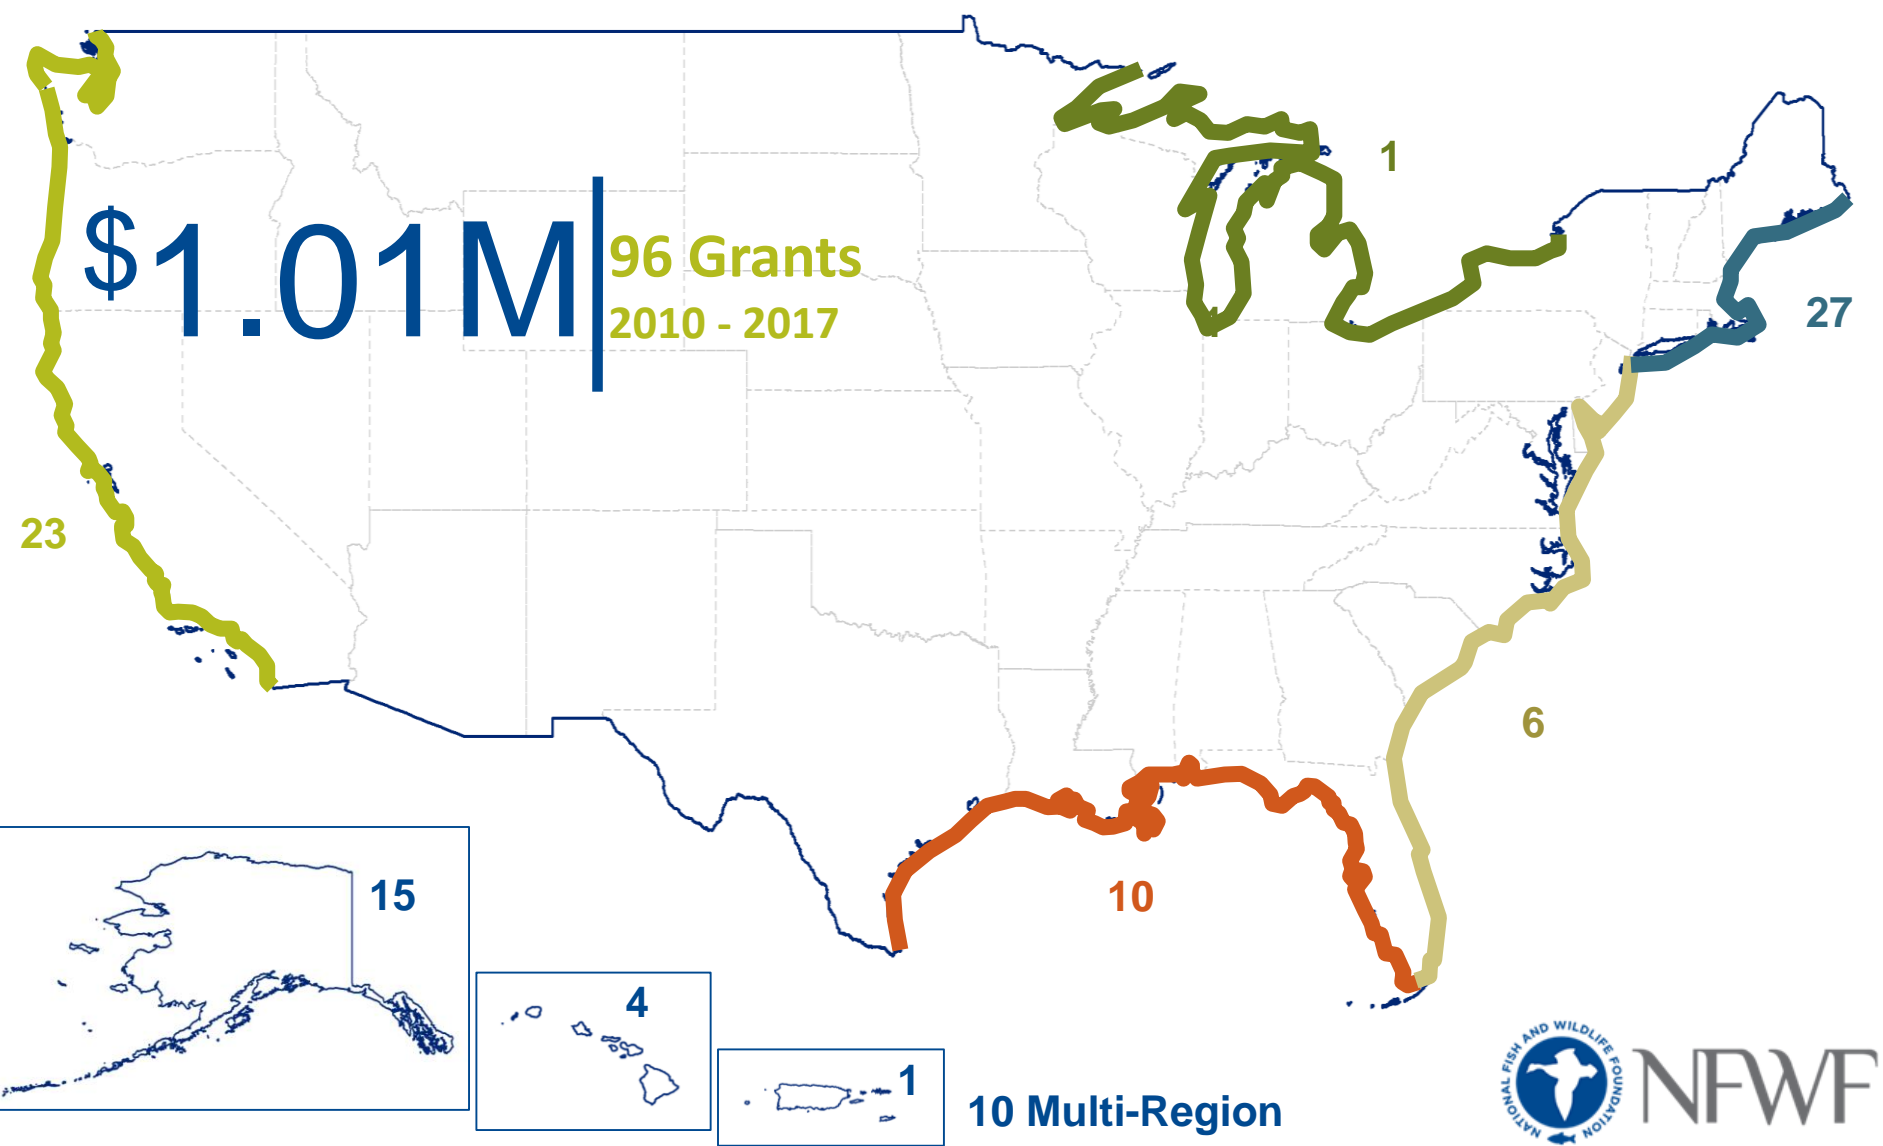 1
$1.01M
96 Grants
2010 - 2017
27
23
6
15
10
4
1
10 Multi-Region
NATIONAL FISH AND WILDLIFE FOUNDATION
NFWF